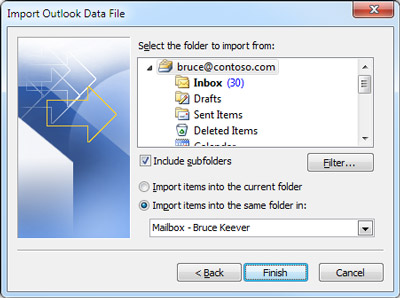 Import Outlook Data File
Select the folder to import from:
bruce@contoso.com
Inbox (30)
Drafts
Sent Items
Deleted Items
Calendar
Include subfolders
Filter...
Import items into the current folder
Import items into the same folder in:
Mailbox - Bruce Keever
< Back
Finish
Cancel